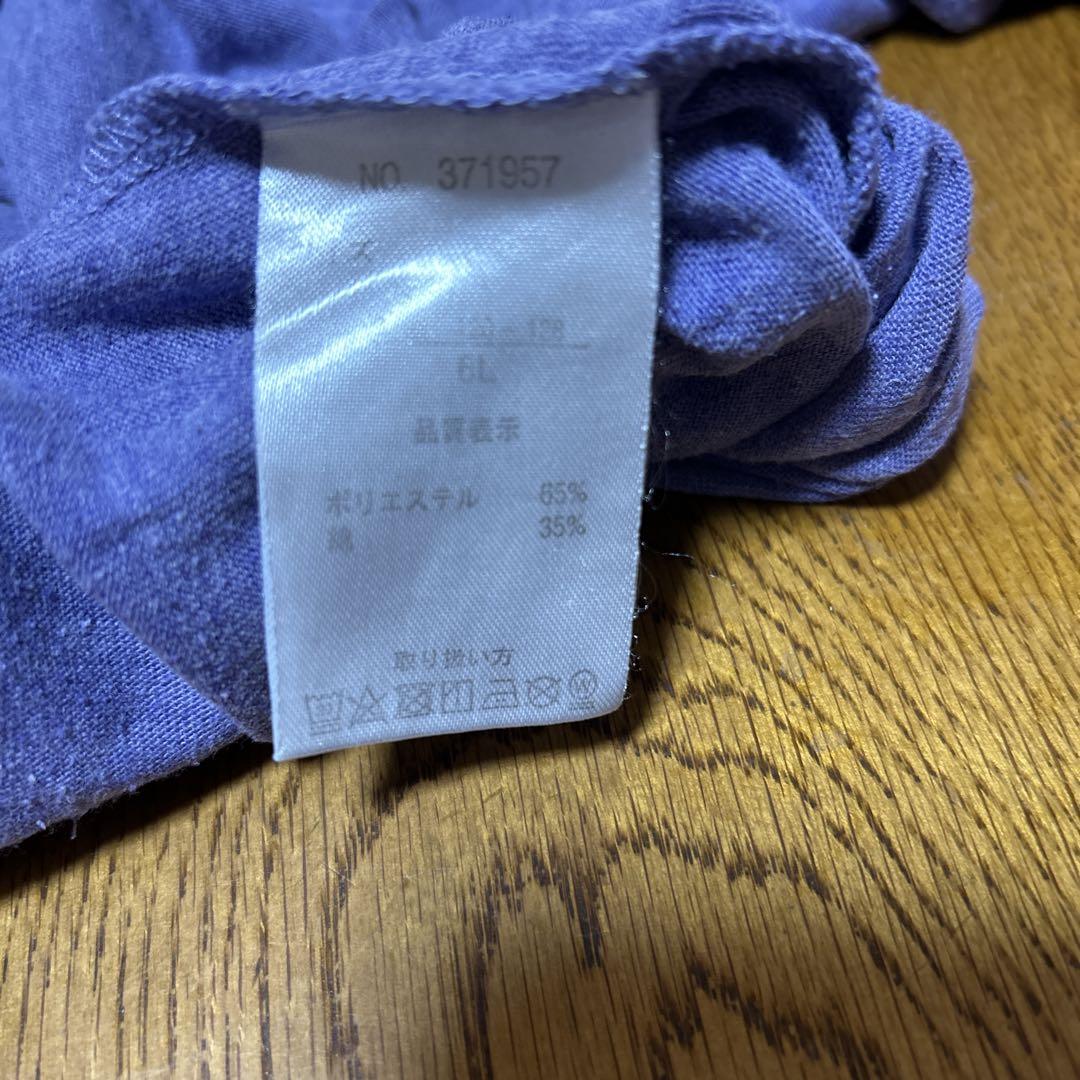 NO. 371957
6L
品質表示
ポリエステル 65%
綿 35%
取り扱い方